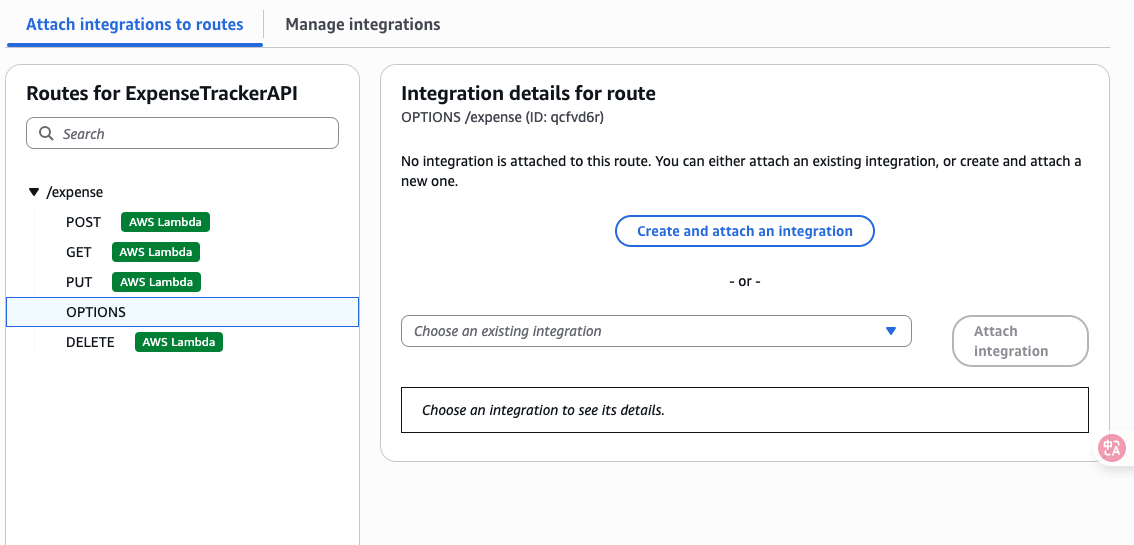 Attach integrations to routes
Manage integrations
Routes for ExpenseTrackerAPI
Search
/expense
POST AWS Lambda
GET AWS Lambda
PUT AWS Lambda
OPTIONS
DELETE AWS Lambda
Integration details for route
OPTIONS /expense (ID: qcfvd6r)
No integration is attached to this route. You can either attach an existing integration, or create and attach a
new one.
Create and attach an integration
- or -
Choose an existing integration
Attach
integration
Choose an integration to see its details.
中A